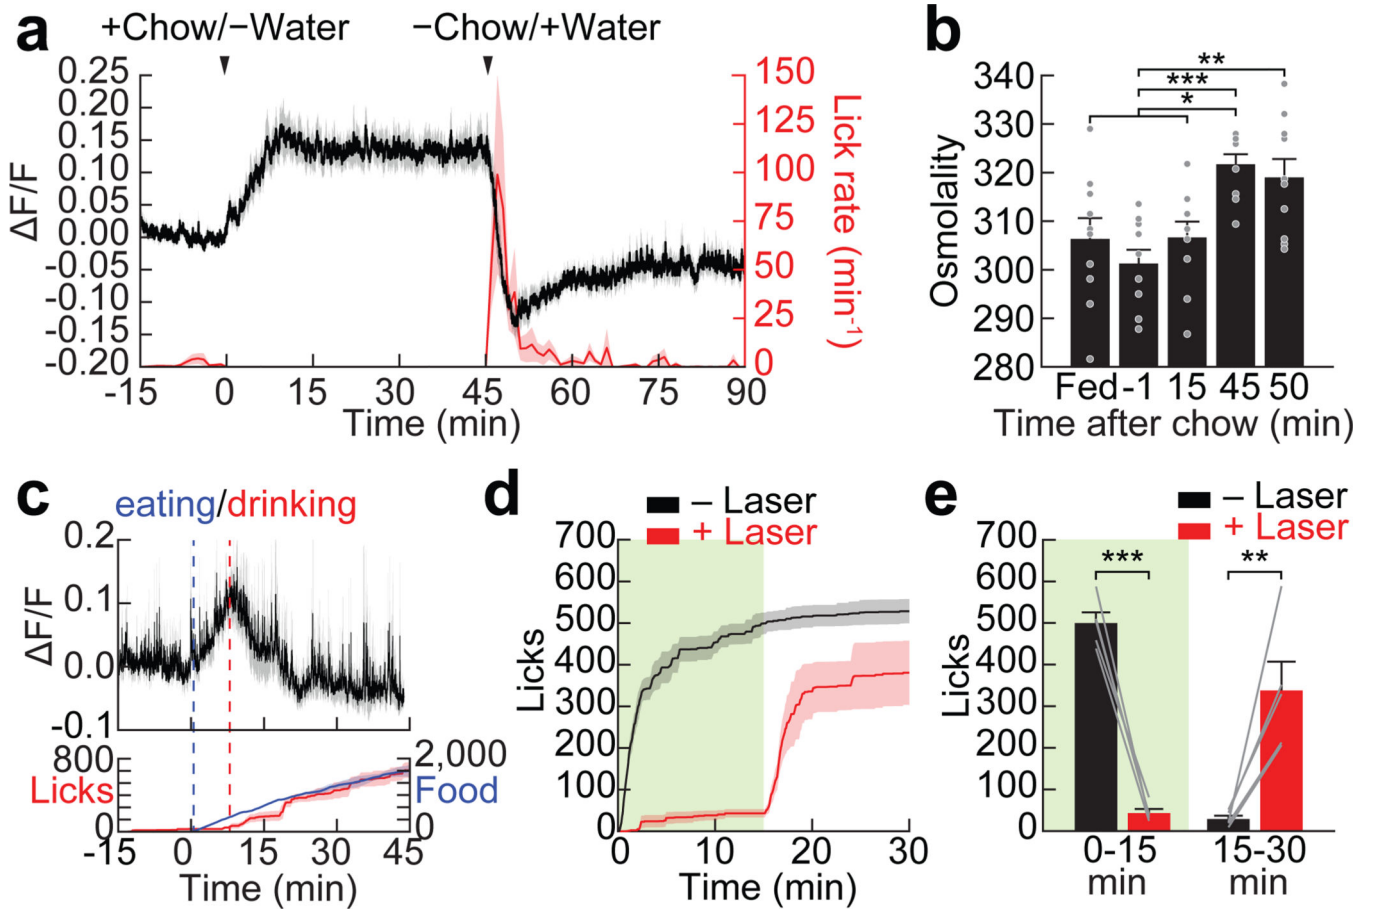 a
+Chow/−Water
−Chow/+Water
0.25
0.20
0.15
0.10
0.05
0.00
-0.05
-0.10
-0.15
-0.20
ΔF/F
150
125
100
75
50
25
0
Lick rate (min-1)
-15 0 15 30 45 60 75 90
Time (min)
b
**
***
*
340
330
320
310
300
290
280
Osmolality
Fed -1 15 45 50
Time after chow (min)
c
eating/drinking
0.2
0.1
0.0
-0.1
ΔF/F
800
0
Licks
2,000
0
Food
-15 0 15 30 45
Time (min)
d
− Laser
+ Laser
700
600
500
400
300
200
100
0
Licks
0 10 20 30
Time (min)
e
− Laser
+ Laser
*** **
700
600
500
400
300
200
100
0
Licks
0-15 15-30
min min